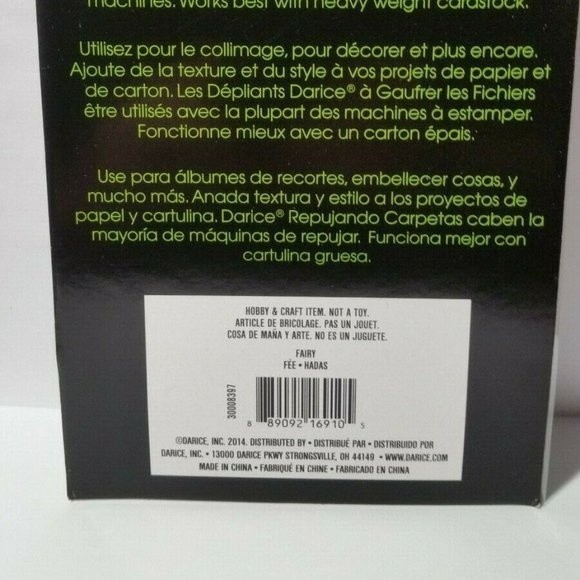 machines. Works best with heavy weight cardstock.
Utilisez pour le collimage, pour décorer et plus encore.
Ajoute de la texture et du style à vos projets de papier et
de carton. Les Dépliants Darice® à Gaufrer les Fichiers
être utilisés avec la plupart des machines à estamper.
Fonctionne mieux avec un carton épais.
Use para álbumes de recortes, embellecer cosas, y
mucho más. Anada textura y estilo a los proyectos de
papel y cartulina. Darice® Repujando Carpetas caben la
mayoría de máquinas de repujar. Funciona mejor con
cartulina gruesa.
HOBBY & CRAFT ITEM. NOT A TOY.
ARTICLE DE BRICOLAGE. PAS UN JOUET.
COSA DE MAÑA Y ARTE. NO ES UN JUGUETE.
FAIRY
FÉE • HADAS
30008397
8 89092 16910 5
©DARICE, INC. 2014. DISTRIBUTED BY • DISTRIBUÉ PAR • DISTRIBUIDO POR
DARICE, INC. • 13000 DARICE PKWY STRONGSVILLE, OH 44149 • WWW.DARICE.COM
MADE IN CHINA • FABRIQUÉ EN CHINE • FABRICADO EN CHINA